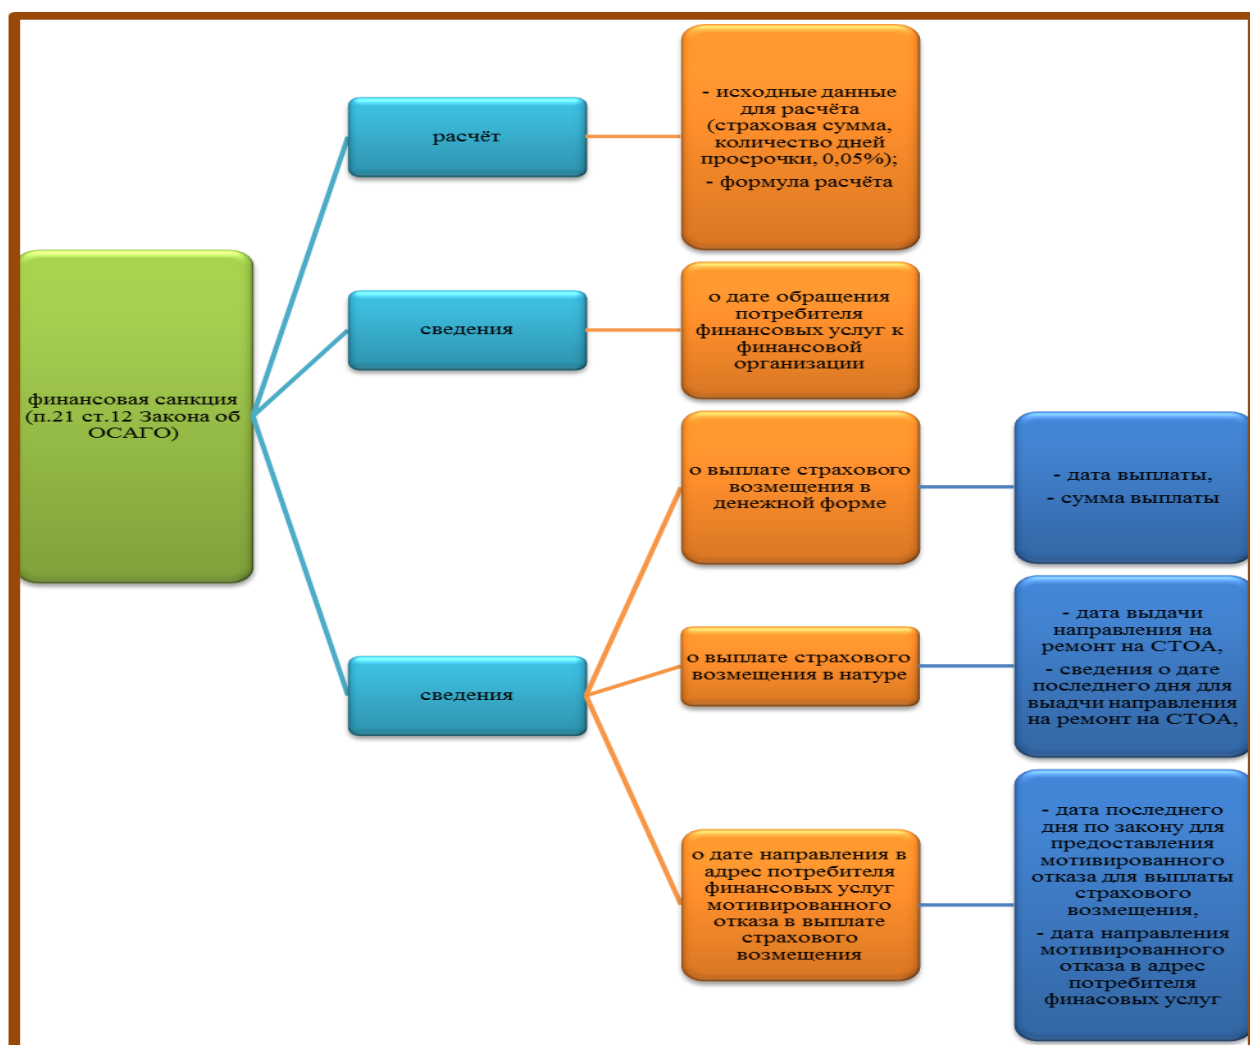 финансовая санкция
(п.21 ст.12 Закона об
ОСАГО)
расчёт
- исходные данные
для расчёта
(страховая сумма,
количество дней
просрочки, 0,05%);
- формула расчёта
сведения
о дате обращения
потребителя
финансовых услуг к
финансовой
организации
сведения
о выплате страхового
возмещения в
денежной форме
- дата выплаты,
- сумма выплаты
о выплате страхового
возмещения в натуре
- дата выдачи
направления на
ремонт на СТОА,
- сведения о дате
последнего дня для
выадчи направления
на ремонт на СТОА,
о дате направления в
адрес потребителя
финансовых услуг
мотивированного
отказа в выплате
страхового
возмещения
- дата последнего
дня по закону для
предоставления
мотивированного
отказа для выплаты
страхового
возмещения,
- дата направления
мотивированного
отказа в адрес
потребителя
финасовых услуг